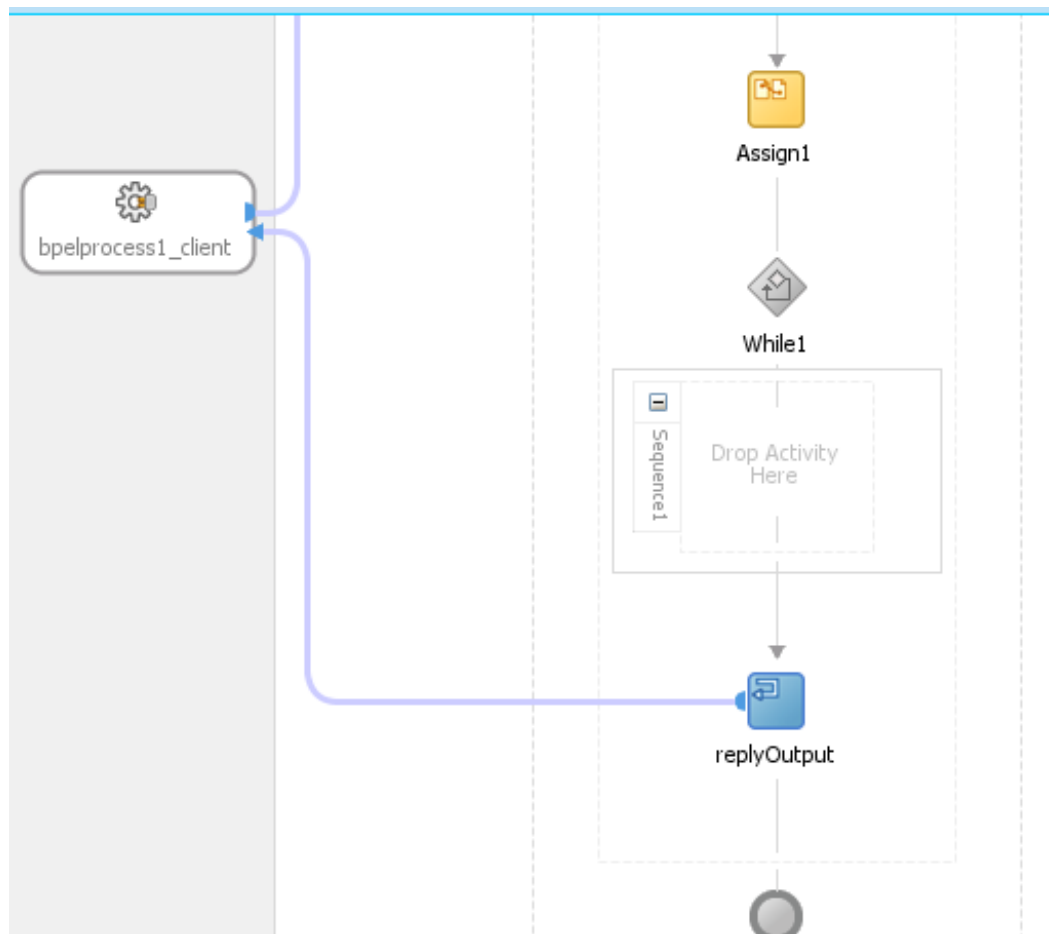 Assign1
bpelprocess1_client
While1
Sequence1
Drop Activity
Here
replyOutput